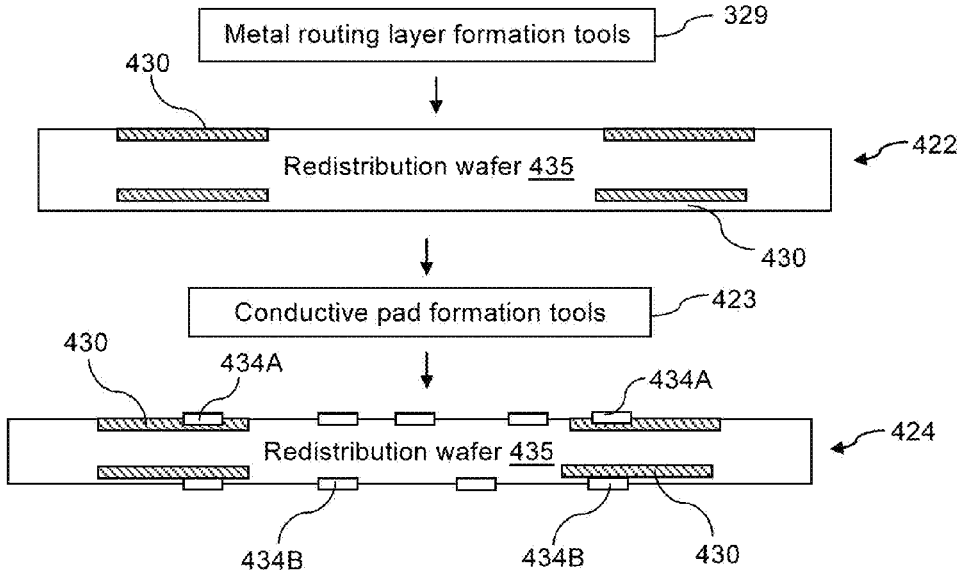 Metal routing layer formation tools
329
430
Redistribution wafer 435
422
430
Conductive pad formation tools
423
430
434A
434A
Redistribution wafer 435
424
434B
434B
430